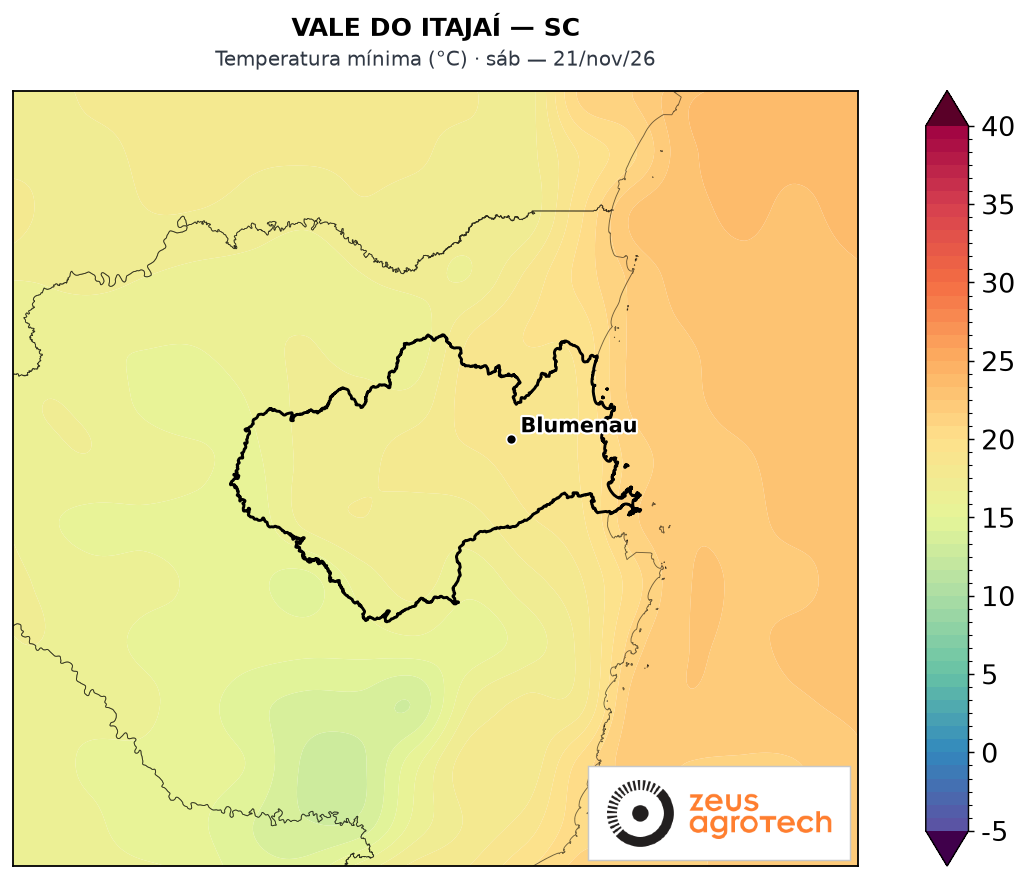 VALE DO ITAJAÍ — SC
Temperatura mínima (°C) · sáb — 21/nov/26
Blumenau
40
35
30
25
20
15
10
5
0
-5
zeus
agrotech